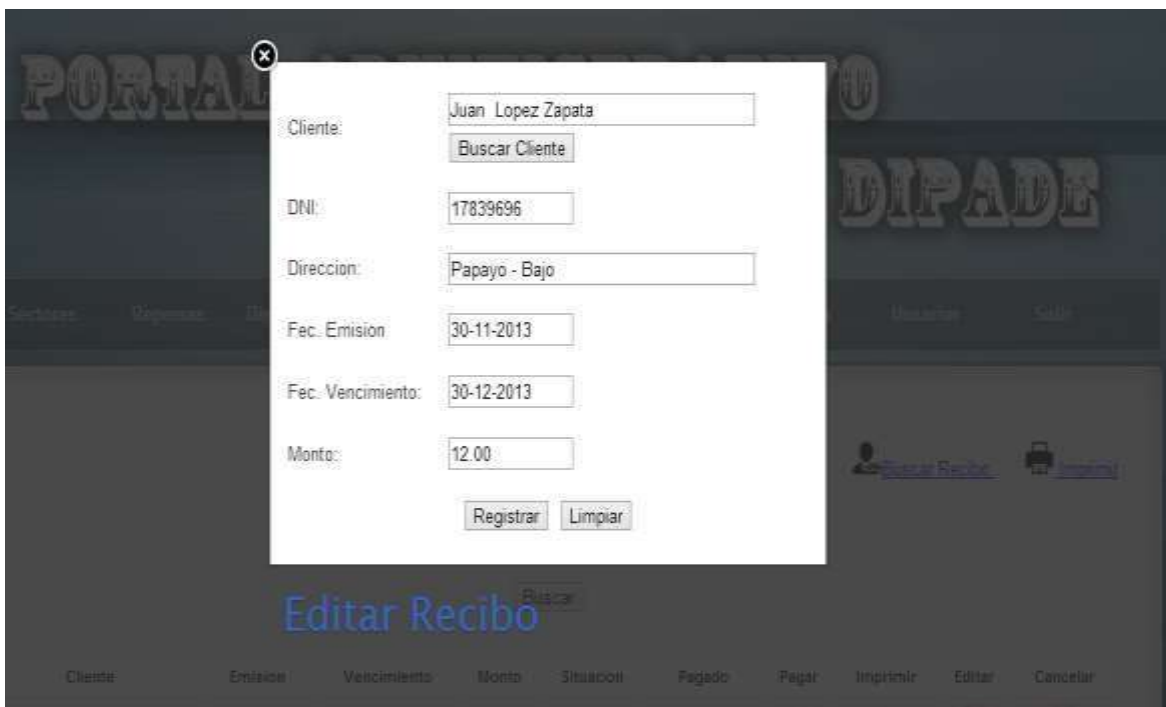 PORTAL
DIPADE
Cliente:
Juan Lopez Zapata
Buscar Cliente
DNI:
17839696
Direccion:
Papayo - Bajo
Sectores
Salir
Fec. Emision
30-11-2013
Fec. Vencimiento:
30-12-2013
Monto:
12.00
Buscar Recibo
Imprimir
Registrar
Limpiar
Buscar
Editar Recibo
Cliente Emision Vencimiento Monto Situacion Pagado Pagar Imprimir Editar Cancelar